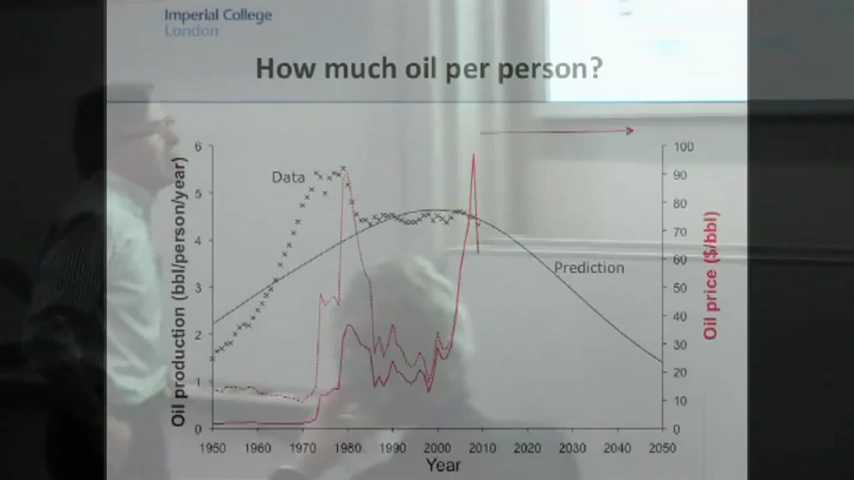 Imperial College
London
How much oil per person?
Oil production (bbl/person/year)
6
5
4
3
2
1
0
Data
Prediction
100
90
80
70
60
50
40
30
20
10
0
Oil price ($/bbl)
1950 1960 1970 1980 1990 2000 2010 2020 2030 2040 2050
Year